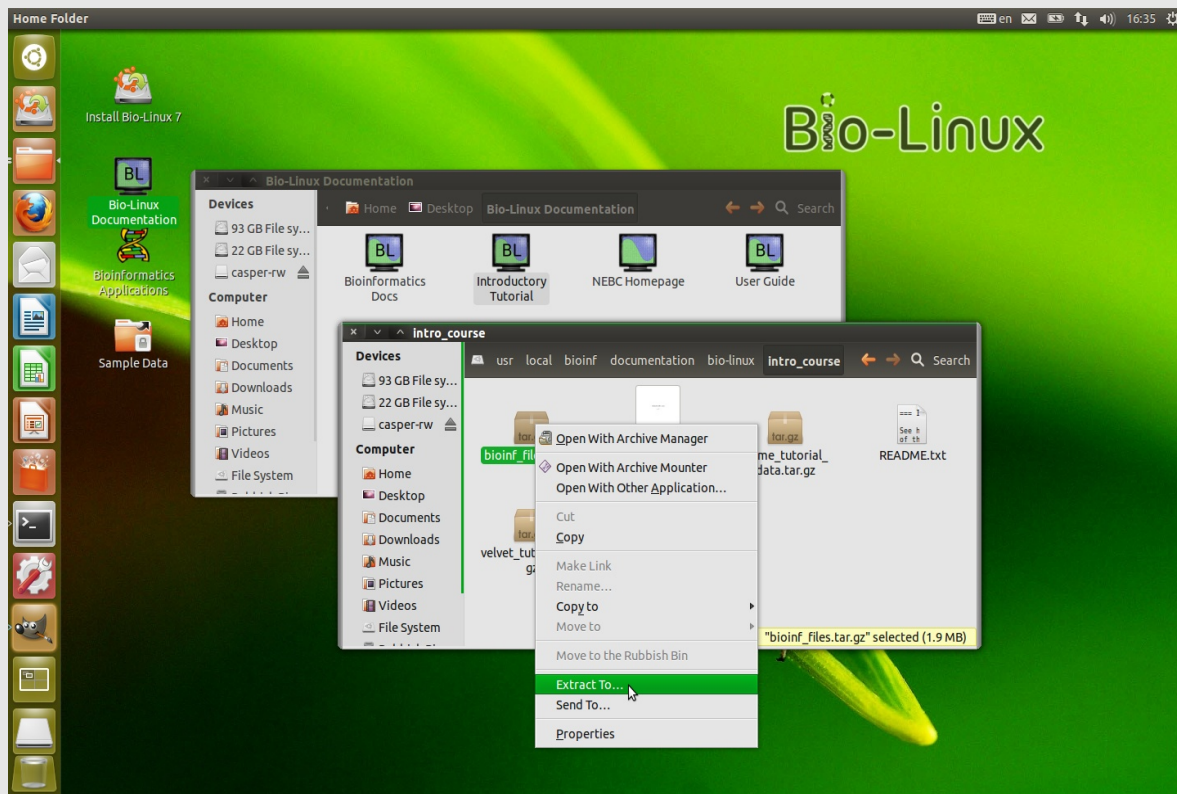 Home Folder
en
16:35
Bio-Linux
Install Bio-Linux 7
BL
Bio-Linux
Documentation
Bioinformatics
Applications
Sample Data
Bio-Linux Documentation
Devices
93 GB File sy...
22 GB File sy...
casper-rw
Computer
Home
Desktop
Documents
Downloads
Music
Pictures
Videos
File System
Home
Desktop
Bio-Linux Documentation
Search
BL
Bioinformatics
Docs
BL
Introductory
Tutorial
NEBC Homepage
BL
User Guide
intro_course
Devices
93 GB File sy...
22 GB File sy...
casper-rw
Computer
Home
Desktop
Documents
Downloads
Music
Pictures
Videos
File System
usr local bioinf documentation bio-linux intro_course
Search
tar.gz
me_tutorial_
data.tar.gz
=== I
See h
of th
README.txt
bioinf_fil
velvet_tut
Open With Archive Manager
Open With Archive Mounter
Open With Other Application...
Cut
Copy
Make Link
Rename...
Copy to
Move to
Move to the Rubbish Bin
Extract To...
Send To...
Properties
"bioinf_files.tar.gz" selected (1.9 MB)